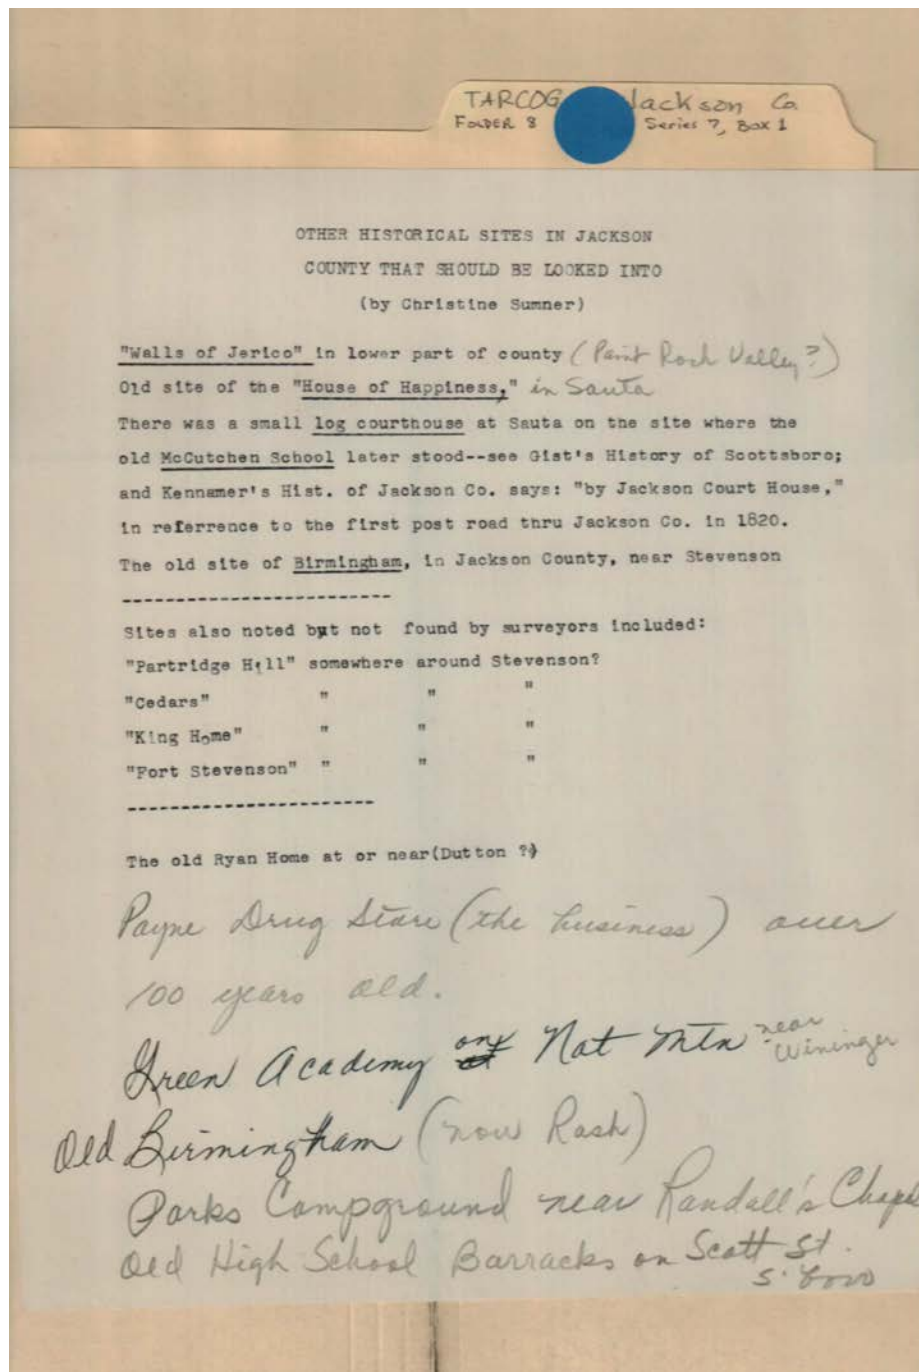 TARCOG Jackson Co.
FOLDER 8 Series 7, Box 1
OTHER HISTORICAL SITES IN JACKSON
COUNTY THAT SHOULD BE LOOKED INTO
(by Christine Sumner)
"Walls of Jerico" in lower part of county (Paint Rock Valley?)
Old site of the "House of Happiness," in Sauta
There was a small log courthouse at Sauta on the site where the
old McCutchen School later stood--see Gist's History of Scottsboro;
and Kennamer's Hist. of Jackson Co. says: "by Jackson Court House,"
in referrence to the first post road thru Jackson Co. in 1820.
The old site of Birmingham, in Jackson County, near Stevenson
-------------------------
Sites also noted but not found by surveyors included:
"Partridge Hill" somewhere around Stevenson?
"Cedars" " " "
"King Home" " " "
"Fort Stevenson" " " "
-----------------------
The old Ryan Home at or near(Dutton ?)
Payne Drug Store (the business) over
100 years old.
Green Academy on Nat Mtn near
Wininger
Old Birmingham (now Rash)
Parks Campground near Randall's Chapel
Old High School Barracks on Scott St.
S'boro